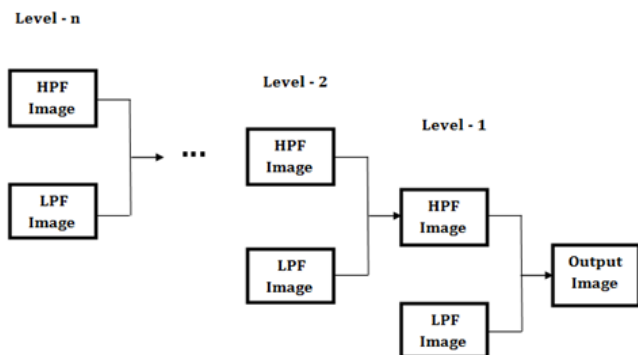 Level - n
HPF
Image
LPF
Image
...
Level - 2
HPF
Image
LPF
Image
Level - 1
HPF
Image
LPF
Image
Output
Image